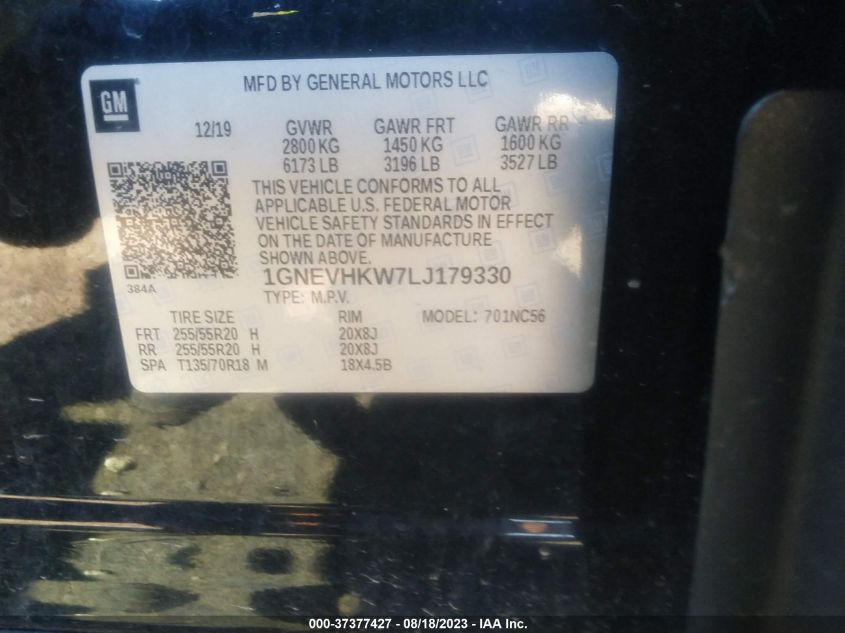 GM
MFD BY GENERAL MOTORS LLC
12/19 GVWR GAWR FRT GAWR RR
2800 KG 1450 KG 1600 KG
6173 LB 3196 LB 3527 LB
THIS VEHICLE CONFORMS TO ALL
APPLICABLE U.S. FEDERAL MOTOR
VEHICLE SAFETY STANDARDS IN EFFECT
ON THE DATE OF MANUFACTURE
SHOWN ABOVE.
384A
1GNEVHKW7LJ179330
TYPE: M.P.V.
TIRE SIZE RIM MODEL: 701NC56
FRT 255/55R20 H 20X8J
RR 255/55R20 H 20X8J
SPA T135/70R18 M 18X4.5B
000-37377427 - 08/18/2023 - IAA Inc.